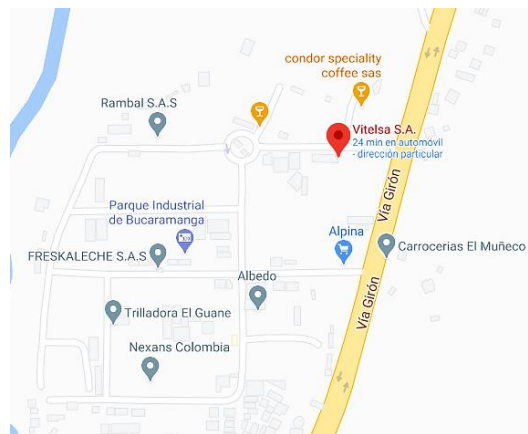 condor speciality
coffee sas
Rambal S.A.S
Vitelsa S.A.
24 min en automóvil
- dirección particular
Parque Industrial
de Bucaramanga
Vía Girón
Alpina
Carrocerias El Muñeco
FRESKALECHE S.A.S
Albedo
Trilladora El Guane
Vía Girón
Nexans Colombia